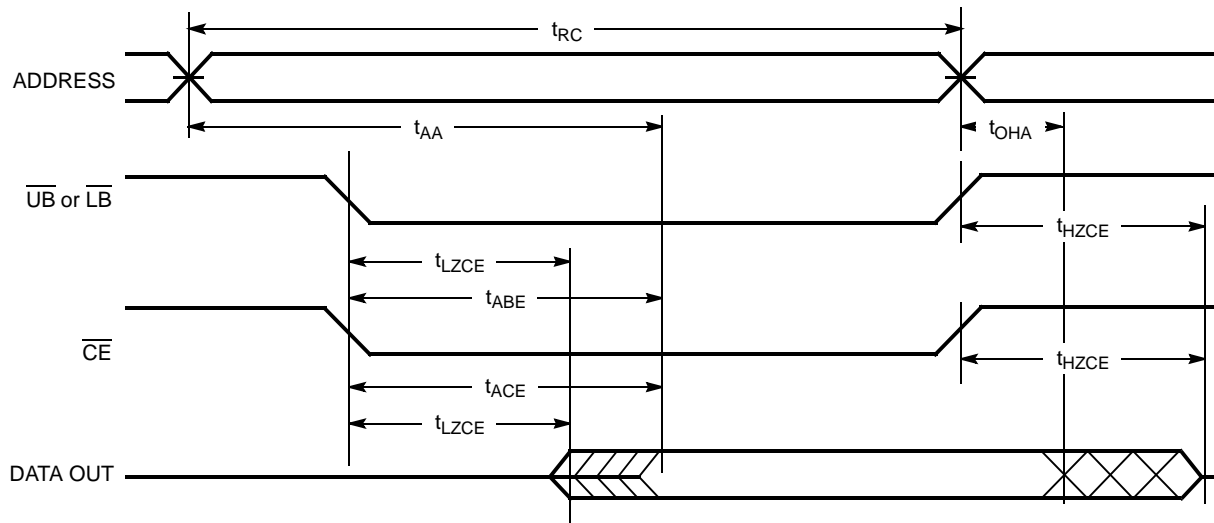 tRC
ADDRESS
tAA
tOHA
UB or LB
tHZCE
tLZCE
tABE
CE
tHZCE
tACE
tLZCE
DATA OUT